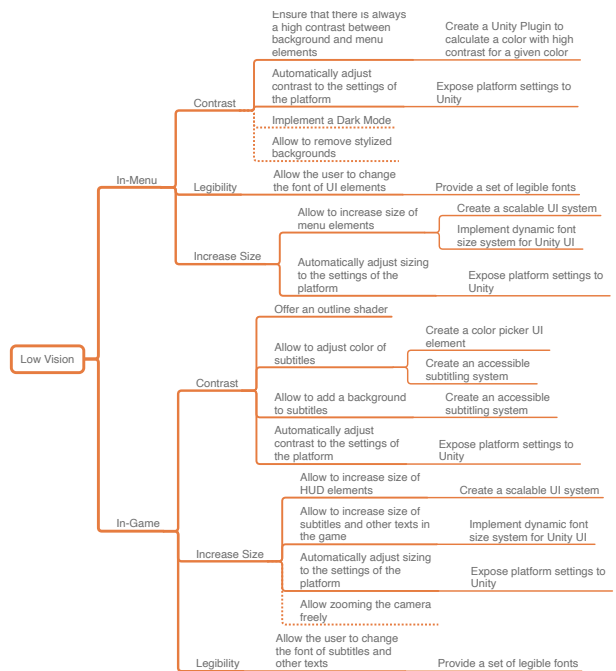 Ensure that there is always
a high contrast between
background and menu
elements
Create a Unity Plugin to
calculate a color with high
contrast for a given color
Automatically adjust
contrast to the settings of
the platform
Expose platform settings to
Unity
Contrast
Implement a Dark Mode
Allow to remove stylized
backgrounds
In-Menu
Legibility
Allow the user to change
the font of UI elements
Provide a set of legible fonts
Allow to increase size of
menu elements
Create a scalable UI system
Implement dynamic font
size system for Unity UI
Increase Size
Automatically adjust sizing
to the settings of the
platform
Expose platform settings to
Unity
Low Vision
Offer an outline shader
Contrast
Allow to adjust color of
subtitles
Create a color picker UI
element
Create an accessible
subtitling system
Allow to add a background
to subtitles
Create an accessible
subtitling system
Automatically adjust
contrast to the settings of
the platform
Expose platform settings to
Unity
In-Game
Allow to increase size of
HUD elements
Create a scalable UI system
Allow to increase size of
subtitles and other texts in
the game
Implement dynamic font
size system for Unity UI
Increase Size
Automatically adjust sizing
to the settings of the
platform
Expose platform settings to
Unity
Allow zooming the camera
freely
Legibility
Allow the user to change
the font of subtitles and
other texts
Provide a set of legible fonts